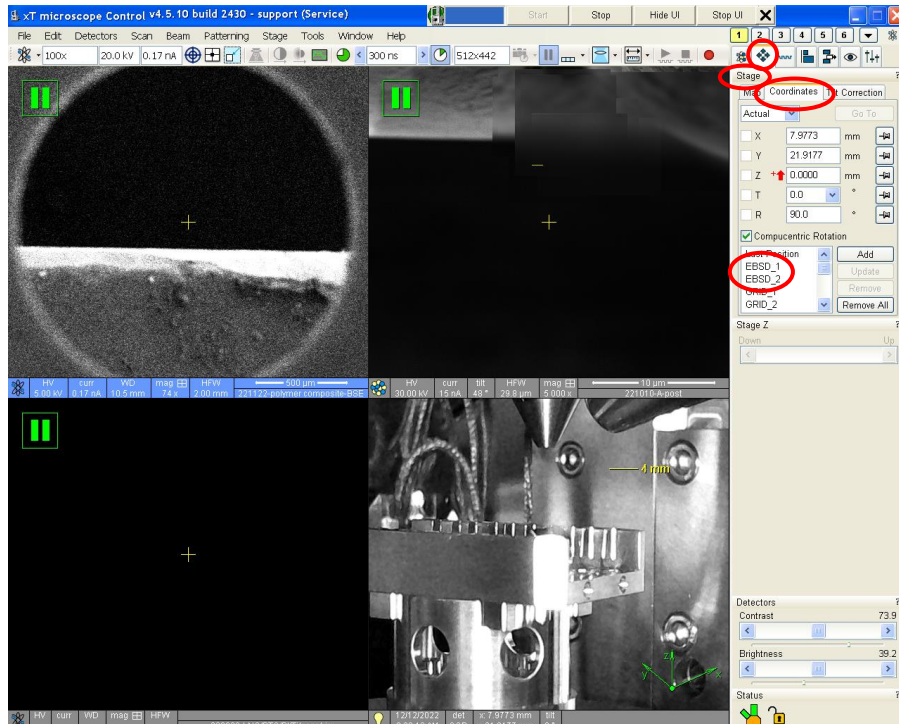 xT microscope Control v4.5.10 build 2430 - support (Service)
Start Stop Hide UI Stop UI
File Edit Detectors Scan Beam Patterning Stage Tools Window Help
1 2 3 4 5 6
100x 20.0 kV 0.17 nA 300 ns 512x442
Stage ?
Map Coordinates Tilt Correction
Actual Go To
X 7.9773 mm
Y 21.9177 mm
Z 0.0000 mm
T 0.0 °
R 90.0 °
Compucentric Rotation
Last Position
EBSD_1
EBSD_2
GRID_1
GRID_2
Add
Update
Remove
Remove All
Stage Z ?
Down Up
HV curr WD mag HFW 500 µm
5.00 kV 0.17 nA 10.5 mm 74 x 2.00 mm 221122-polymer composite-BSE
HV curr tilt HFW mag 10 µm
30.00 kV 15 nA 48 ° 29.8 µm 5 000 x 221010-A-post
4 mm
z
y
x
Detectors ?
Contrast 73.9
Brightness 39.2
Status ?
HV curr WD mag HFW
12/12/2022 det x: 7.9773 mm tilt